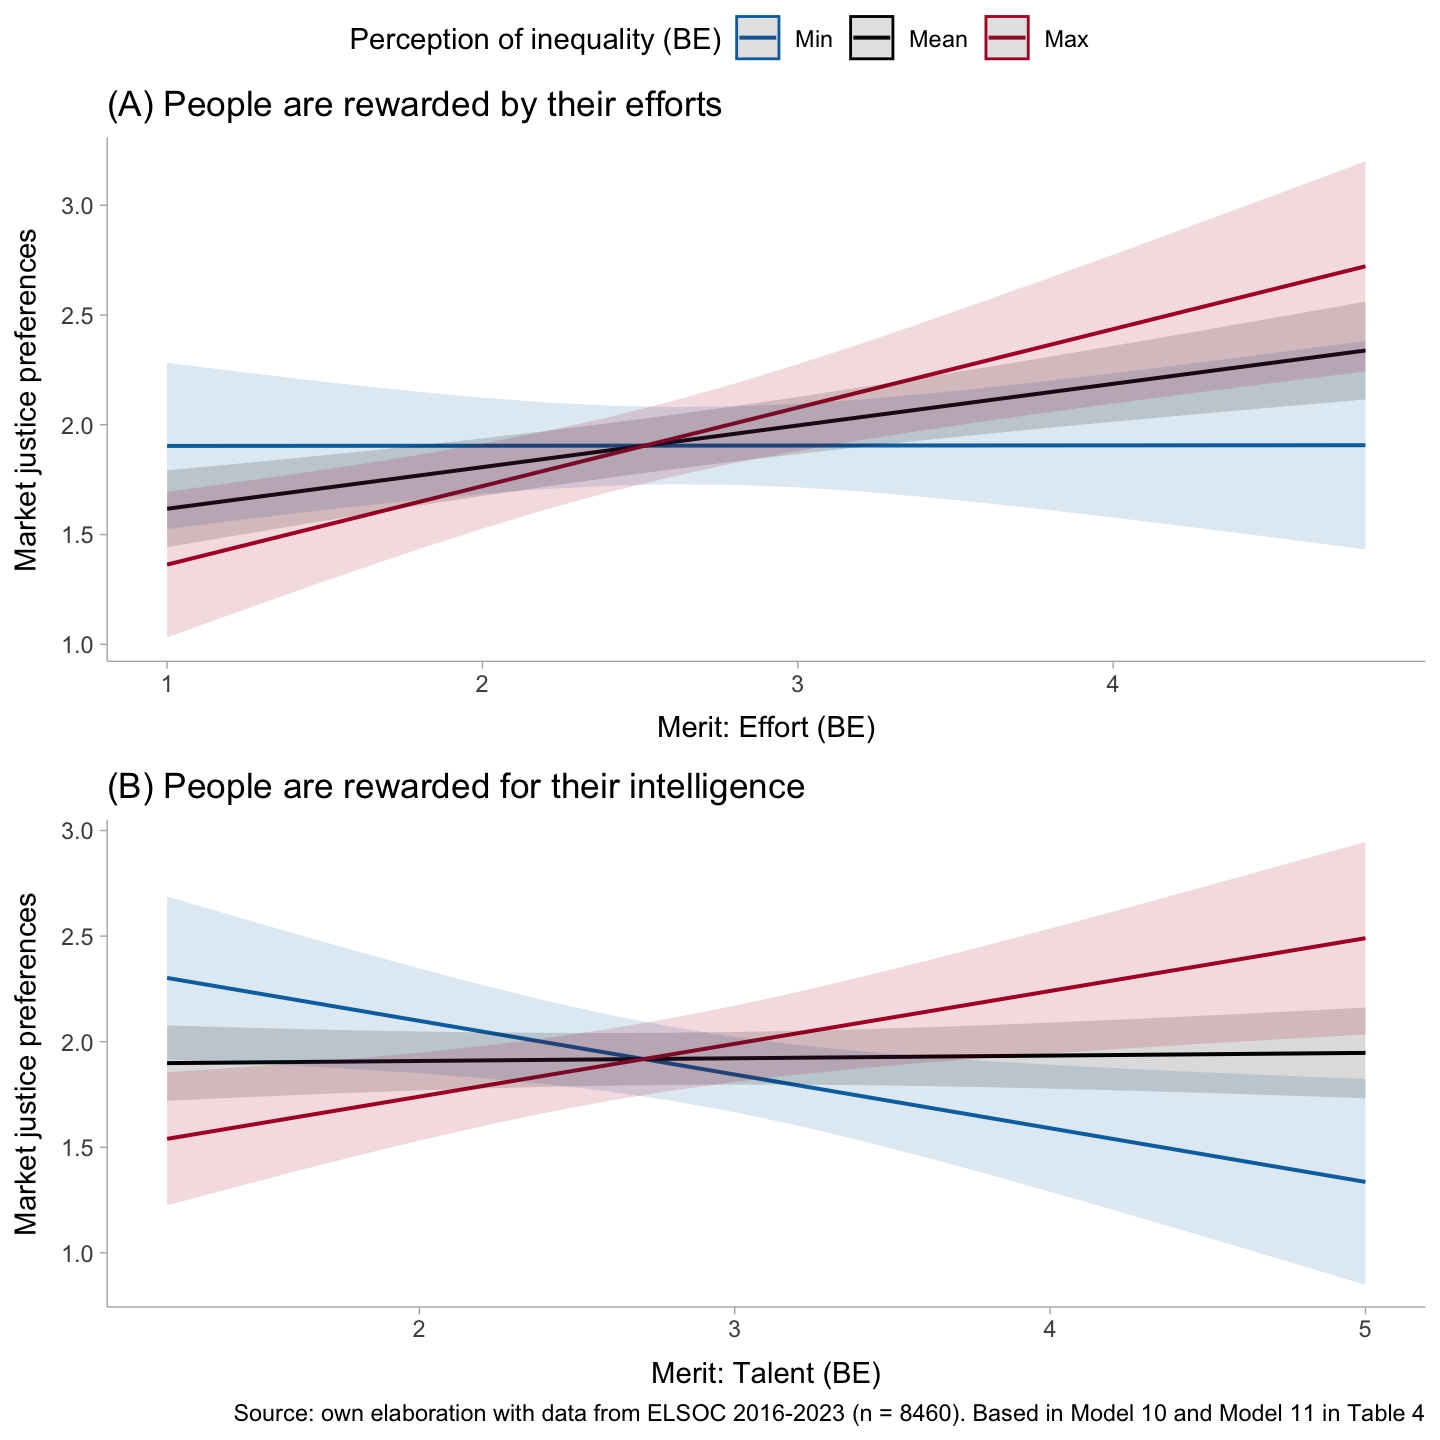 Perception of inequality (BE) Min Mean Max
(A) People are rewarded by their efforts
Market justice preferences
3.0
2.5
2.0
1.5
1.0
1 2 3 4
Merit: Effort (BE)
(B) People are rewarded for their intelligence
Market justice preferences
3.0
2.5
2.0
1.5
1.0
2 3 4 5
Merit: Talent (BE)
Source: own elaboration with data from ELSOC 2016-2023 (n = 8460). Based in Model 10 and Model 11 in Table 4